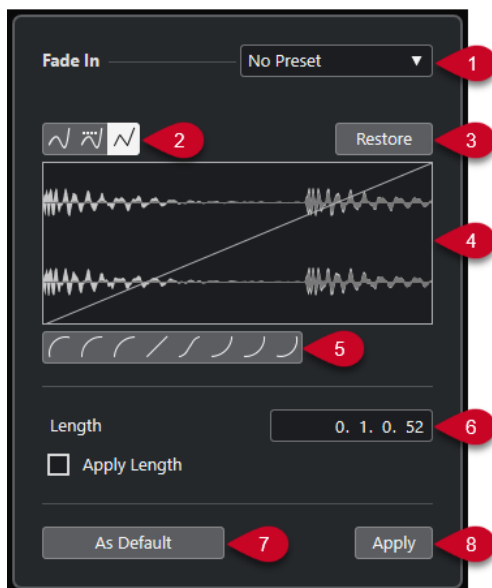 Fade In No Preset 1
2 Restore 3
4
5
Length 0. 1. 0. 52 6
Apply Length
As Default 7 Apply 8